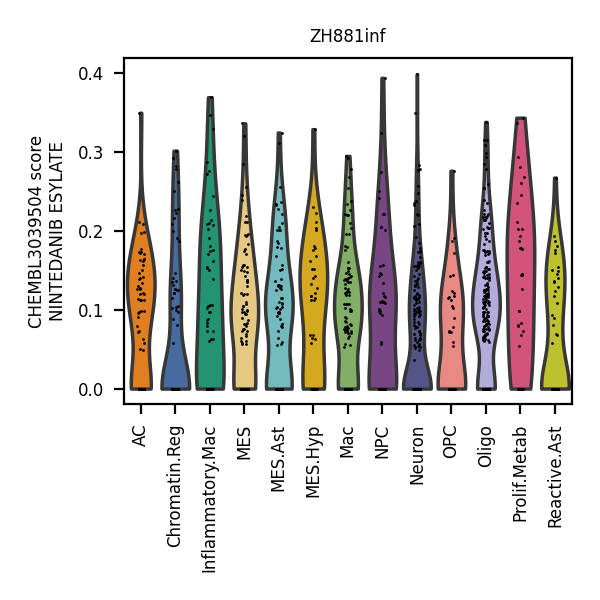 ZH881inf
CHEMBL3039504 score
NINTEDANIB ESYLATE
0.4
0.3
0.2
0.1
0.0
AC
Chromatin.Reg
Inflammatory.Mac
MES
MES.Ast
MES.Hyp
Mac
NPC
Neuron
OPC
Oligo
Prolif.Metab
Reactive.Ast